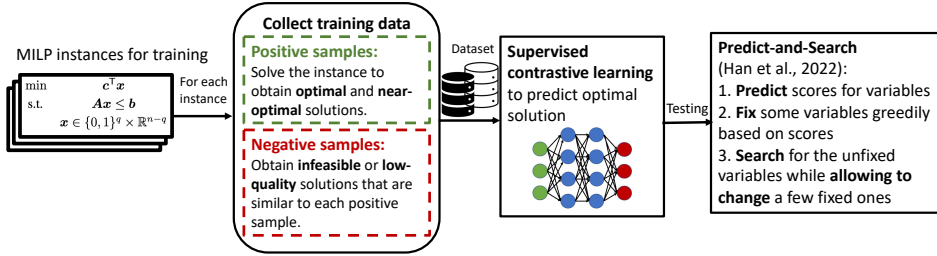 MILP instances for training
min c⊤x
s.t. Ax ≤ b
x ∈ {0, 1}^q × ℝ^{n−q}
For each
instance
Collect training data
Positive samples:
Solve the instance to
obtain optimal and near-
optimal solutions.
Negative samples:
Obtain infeasible or low-
quality solutions that are
similar to each positive
sample.
Dataset
Supervised
contrastive learning
to predict optimal
solution
Testing
Predict-and-Search
(Han et al., 2022):
1. Predict scores for variables
2. Fix some variables greedily
based on scores
3. Search for the unfixed
variables while allowing to
change a few fixed ones